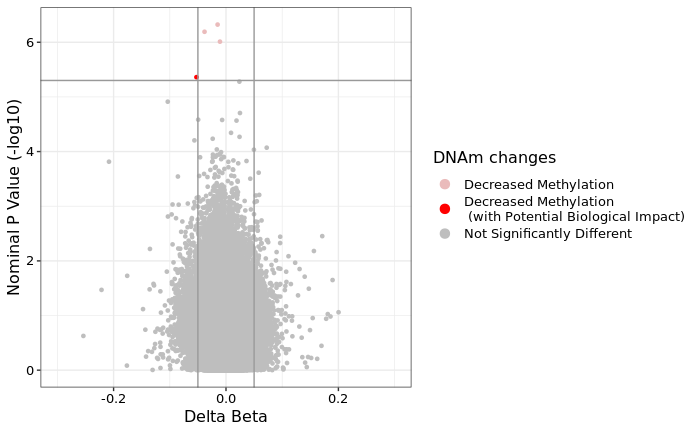 6
4
2
0
Nominal P Value (-log10)
-0.2
0.0
0.2
Delta Beta
DNAm changes
Decreased Methylation
Decreased Methylation
(with Potential Biological Impact)
Not Significantly Different